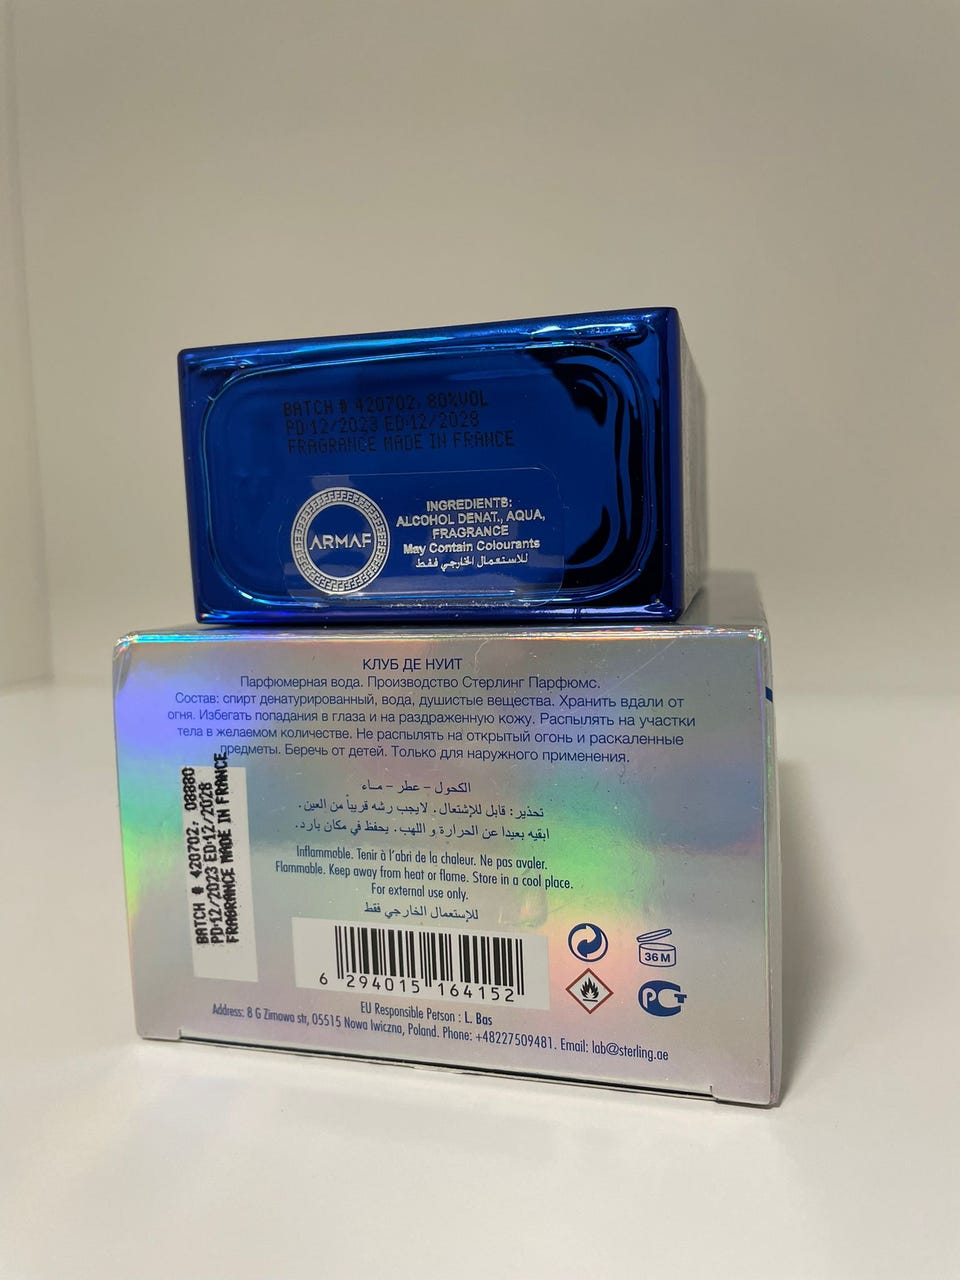 BATCH # 420702, 80%VOL
PD:12/2023 ED:12/2028
FRAGRANCE MADE IN FRANCE
ARMAF
INGREDIENTS:
ALCOHOL DENAT., AQUA,
FRAGRANCE
May Contain Colourants
للاستعمال الخارجي فقط
КЛУБ ДЕ НУИТ
Парфюмерная вода. Производство Стерлинг Парфюмс.
Состав: спирт денатурированный, вода, душистые вещества. Хранить вдали от
огня. Избегать попадания в глаза и на раздраженную кожу. Распылять на участки
тела в желаемом количестве. Не распылять на открытый огонь и раскаленные
предметы. Беречь от детей. Только для наружного применения.
الكحول - عطر - مـاء
تحذير: قابل للإشتعال. لايجب رشه قريباً من العين.
ابقيه بعيدا عن الحرارة و اللهب. يحفظ في مكان بارد.
Inflammable. Tenir à l'abri de la chaleur. Ne pas avaler.
Flammable. Keep away from heat or flame. Store in a cool place.
For external use only.
للإستعمال الخارجي فقط
BATCH # 420702, 08880
PD:12/2023 ED:12/2028
FRAGRANCE MADE IN FRANCE
6 294015 164152
36 M
РСТ
EU Responsible Person : L. Bas
Address: 8 G Zimowa str, 05515 Nowa Iwiczna, Poland. Phone: +48227509481. Email: lab@sterling.ae